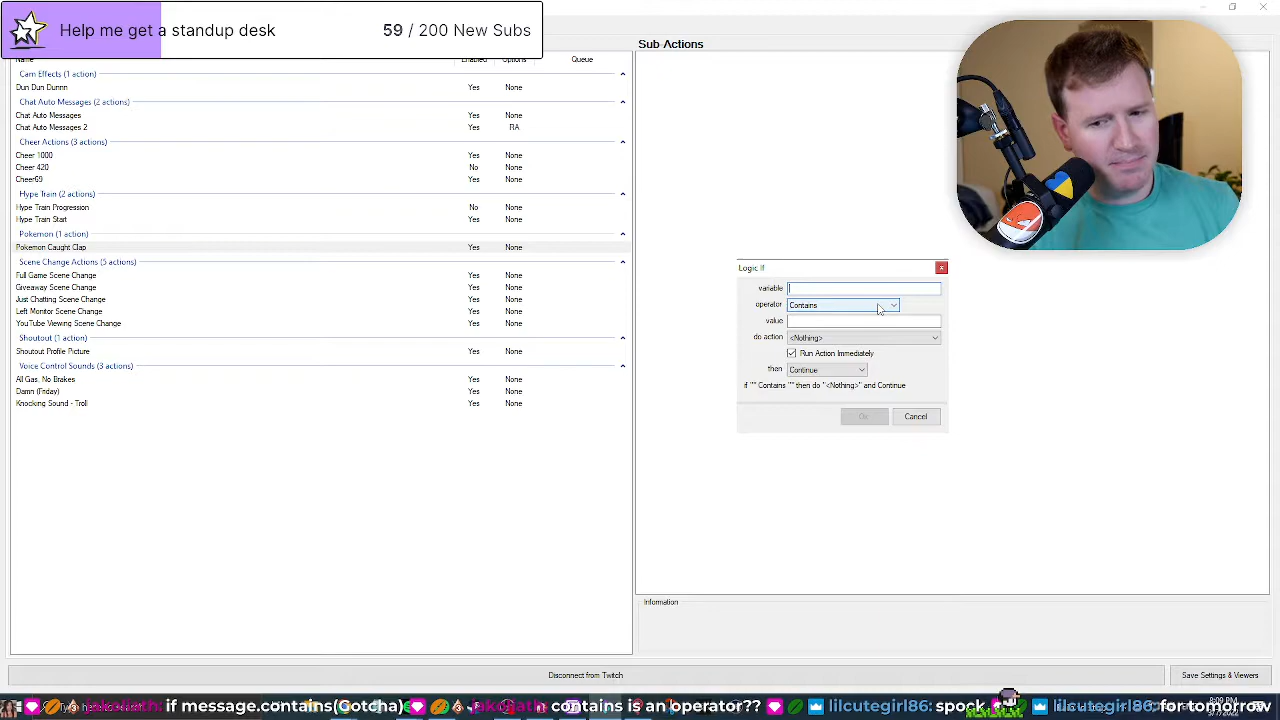 Help me get a standup desk
59 / 200 New Subs
Sub-Actions
Name Enabled Options Queue
Cam Effects (1 action)
Dun Dun Dunnn Yes None
Chat Auto Messages (2 actions)
Chat Auto Messages Yes None
Chat Auto Messages 2 Yes RA
Cheer Actions (3 actions)
Cheer 1000 Yes None
Cheer 420 No None
Cheer69 Yes None
Hype Train (2 actions)
Hype Train Progression No None
Hype Train Start Yes None
Pokemon (1 action)
Pokemon Caught Clap Yes None
Scene Change Actions (5 actions)
Full Game Scene Change Yes None
Giveaway Scene Change Yes None
Just Chatting Scene Change Yes None
Left Monitor Scene Change Yes None
YouTube Viewing Scene Change Yes None
Shoutout (1 action)
Shoutout Profile Picture Yes None
Voice Control Sounds (3 actions)
All Gas, No Brakes Yes None
Damn (Friday) Yes None
Knocking Sound - Troll Yes None
Logic If
variable
operator Contains
value
do action <Nothing>
Run Action Immediately
then Continue
if "" Contains "" then do "<Nothing>" and Continue
Ok Cancel
Information
Disconnect from Twitch
Save Settings & Viewers
if message.contains(Gotcha) contains is an operator?? lilcutegirl86: spock lilcutegirl86: for tomorrow